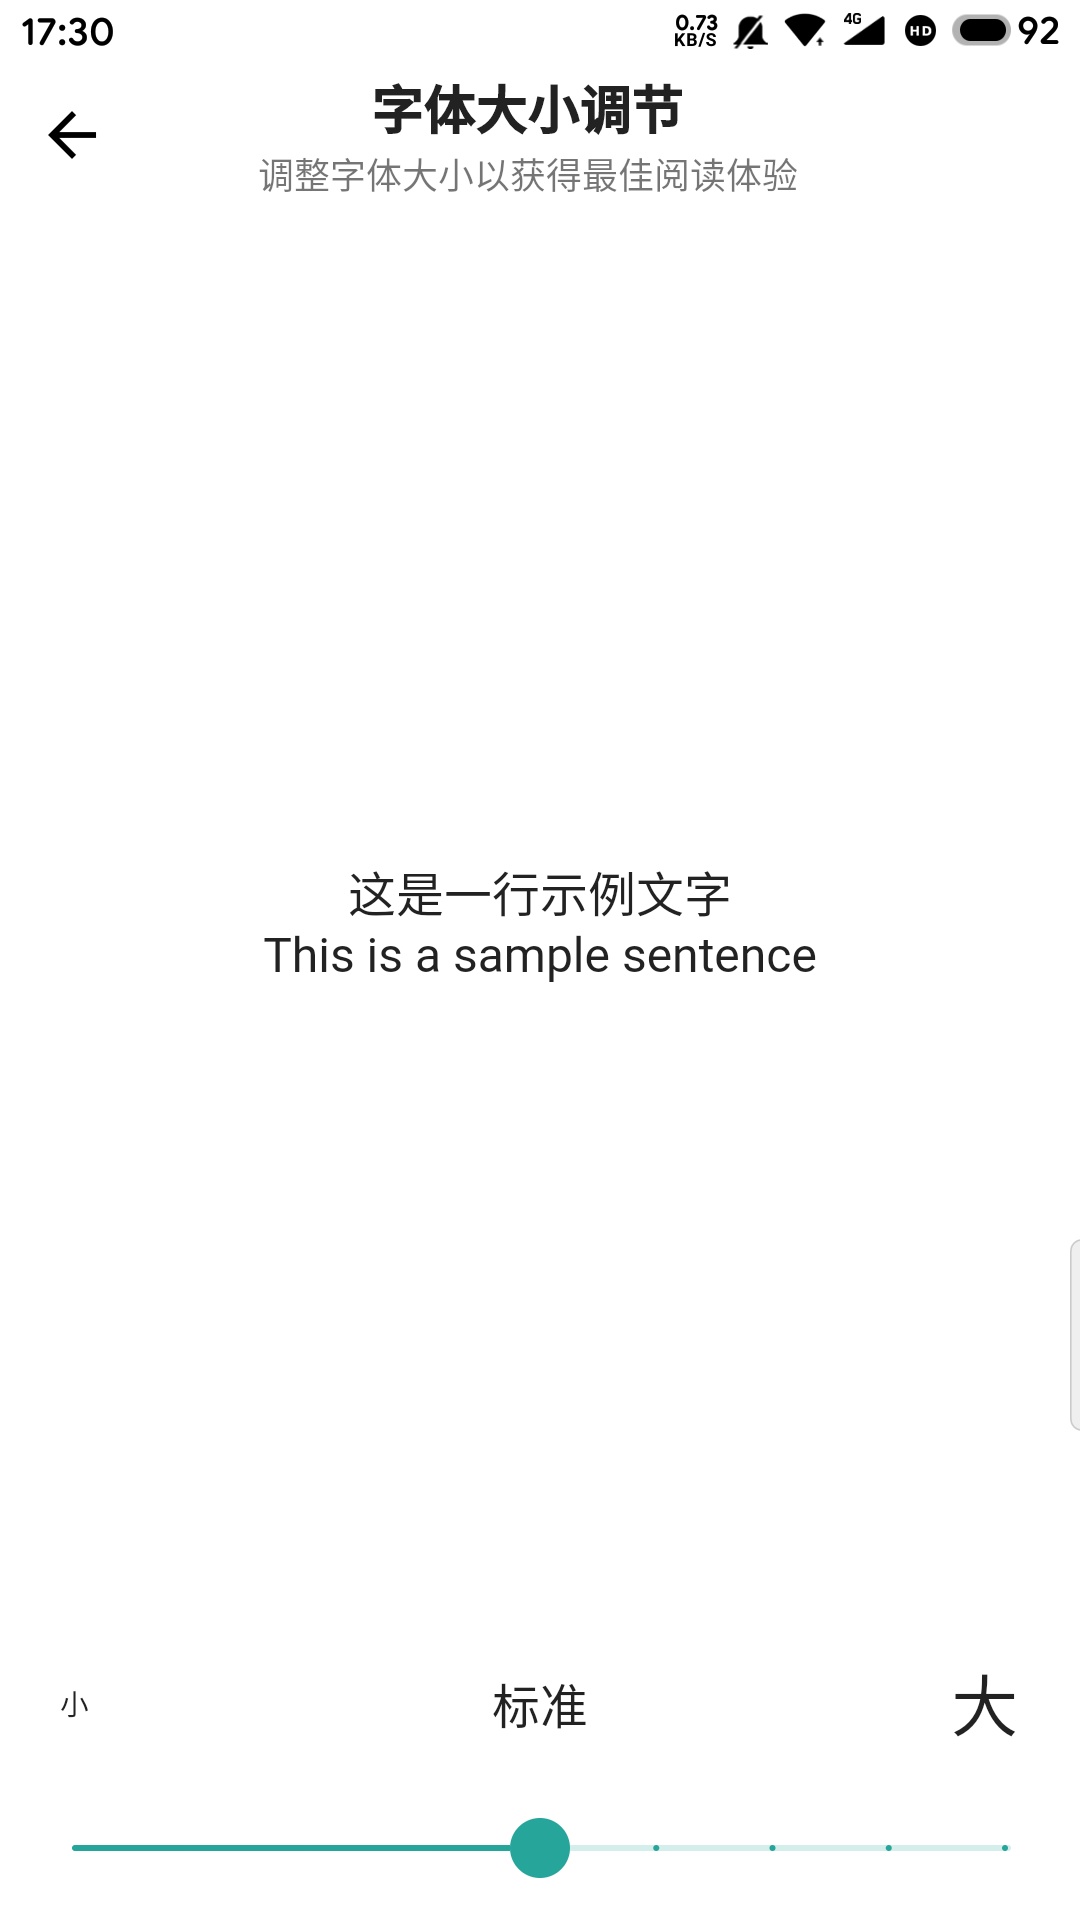 17:30
0.73
KB/S
4G
HD
92
字体大小调节
调整字体大小以获得最佳阅读体验
这是一行示例文字
This is a sample sentence
小 标准 大